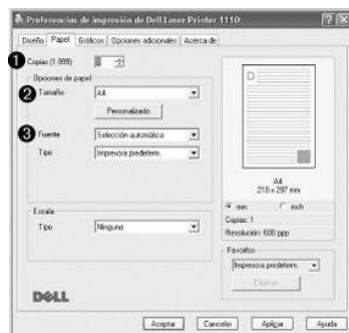 Preferencias de impresión de Dell Laser Printer 1110
Diseño Papel Gráficos Opciones adicionales Acerca de
1 Copias (1-999)
Opciones de papel
2 Tamaño A4
Personalizado
3 Fuente Selección automática
Tipo Impresora predeterm.
Escala
Tipo Ninguna
D
A4
210 x 297 mm
mm inch
Copias: 1
Resolución: 600 ppp
Favoritos
Impresora predeterm.
DELL
Aceptar Cancelar Aplicar Ayuda